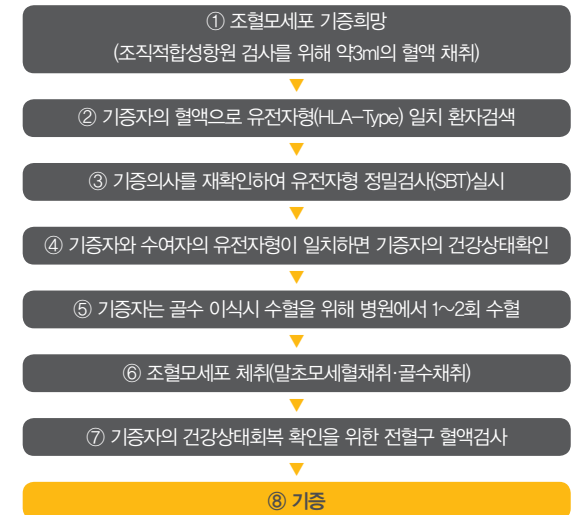 ① 조혈모세포 기증희망
(조직적합성항원 검사를 위해 약3ml의 혈액 채취)
② 기증자의 혈액으로 유전자형(HLA-Type) 일치 환자검색
③ 기증의사를 재확인하여 유전자형 정밀검사(SBT)실시
④ 기증자와 수여자의 유전자형이 일치하면 기증자의 건강상태확인
⑤ 기증자는 골수 이식시 수혈을 위해 병원에서 1~2회 수혈
⑥ 조혈모세포 체취(말초모세혈채취·골수채취)
⑦ 기증자의 건강상태회복 확인을 위한 전혈구 혈액검사
⑧ 기증